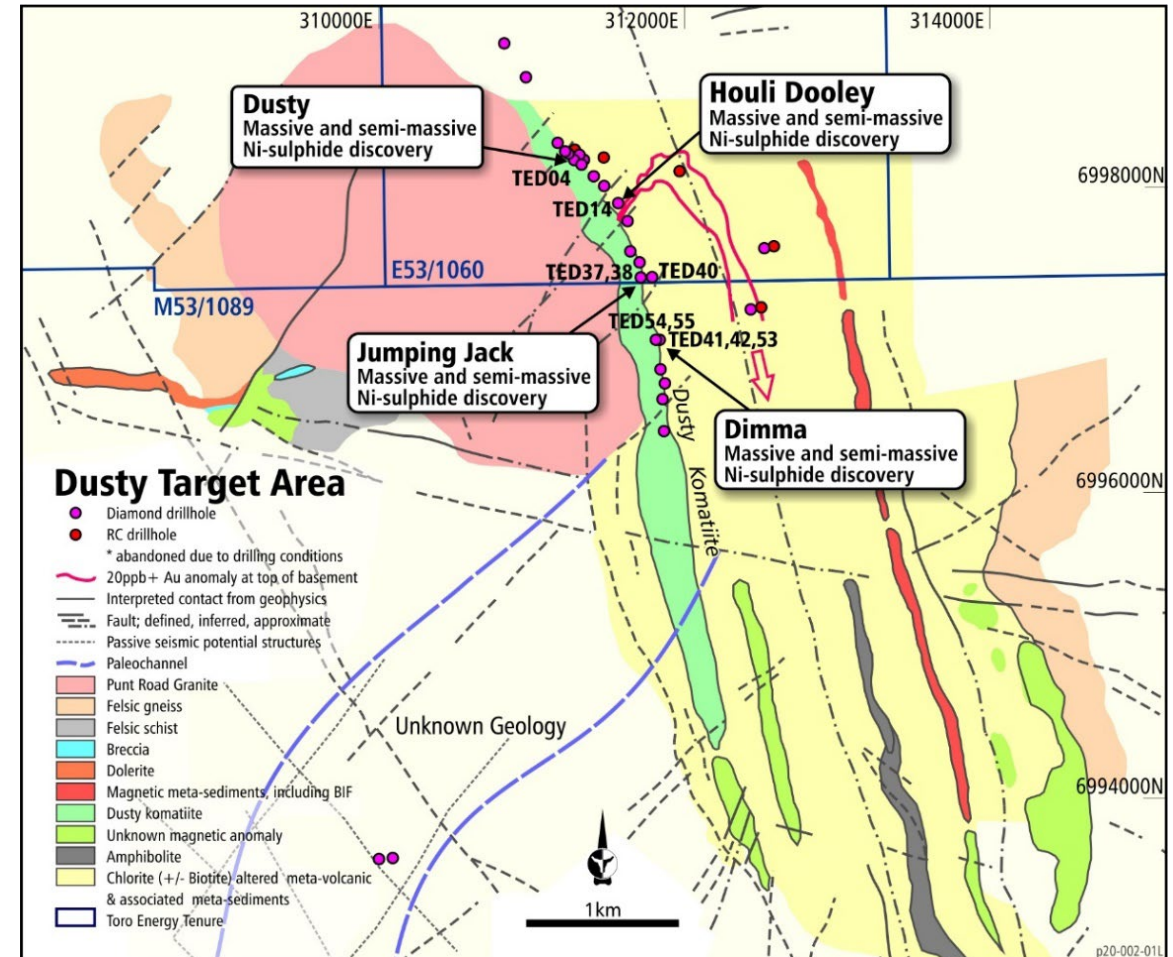 310000E
312000E
314000E
Dusty
Massive and semi-massive
Ni-sulphide discovery
Houli Dooley
Massive and semi-massive
Ni-sulphide discovery
6998000N
TED04
TED14
E53/1060
TED37,38
TED40
M53/1089
TED54,55
TED41,42,53
Jumping Jack
Massive and semi-massive
Ni-sulphide discovery
Dusty Komatiite
Dimma
Massive and semi-massive
Ni-sulphide discovery
6996000N
Dusty Target Area
Diamond drillhole
RC drillhole
* abandoned due to drilling conditions
20ppb+ Au anomaly at top of basement
Interpreted contact from geophysics
Fault; defined, inferred, approximate
Passive seismic potential structures
Paleochannel
Punt Road Granite
Felsic gneiss
Felsic schist
Breccia
Dolerite
Magnetic meta-sediments, including BIF
Dusty komatiite
Unknown magnetic anomaly
Amphibolite
Chlorite (+/- Biotite) altered meta-volcanic
& associated meta-sediments
Toro Energy Tenure
Unknown Geology
6994000N
1km
p20-002-01L